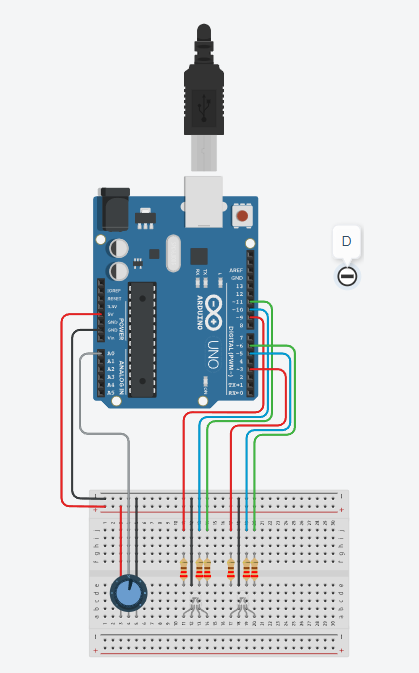 D
AREF
GND
13
12
~11
~10
~9
8
7
~6
~5
4
~3
2
TX→1
RX←0
DIGITAL (PWM~)
TX
RX
L
ON
ARDUINO
UNO
IOREF
RESET
3.3V
5V
GND
GND
Vin
POWER
A0
A1
A2
A3
A4
A5
ANALOG IN